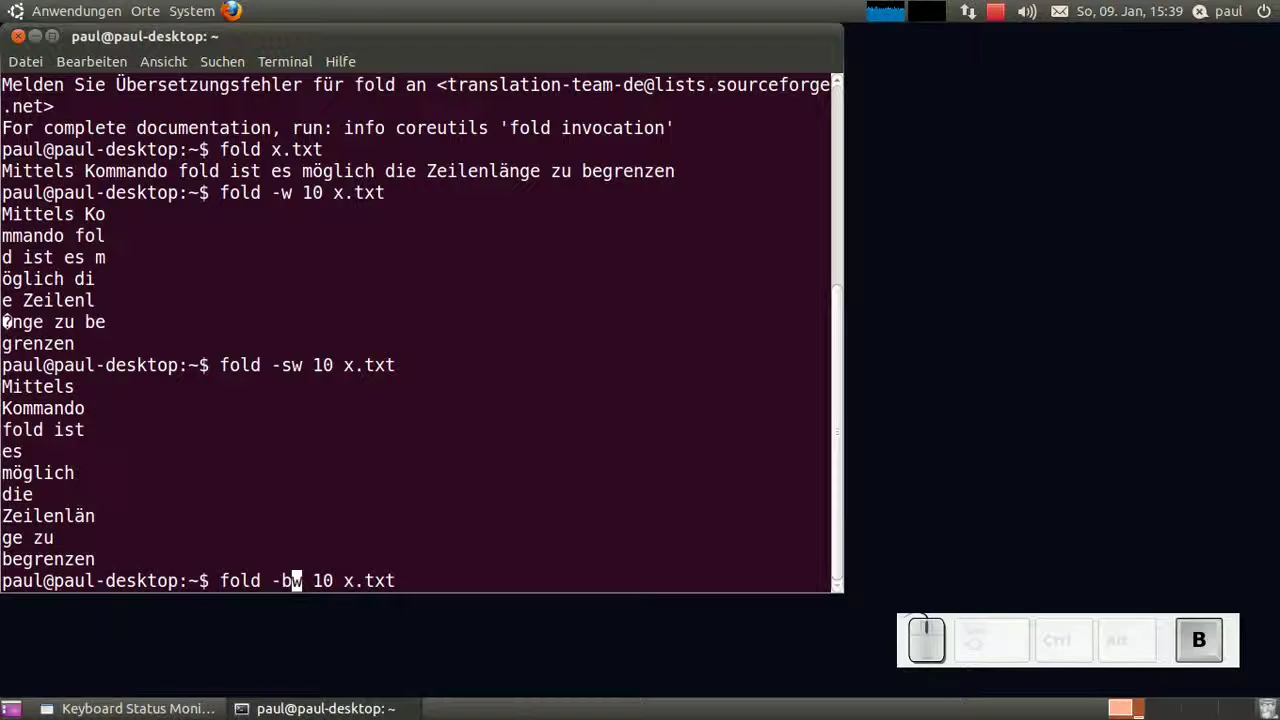 Anwendungen Orte System So, 09. Jan, 15:39 paul
paul@paul-desktop: ~
Datei Bearbeiten Ansicht Suchen Terminal Hilfe
Melden Sie Übersetzungsfehler für fold an <translation-team-de@lists.sourceforge
.net>
For complete documentation, run: info coreutils 'fold invocation'
paul@paul-desktop:~$ fold x.txt
Mittels Kommando fold ist es möglich die Zeilenlänge zu begrenzen
paul@paul-desktop:~$ fold -w 10 x.txt
Mittels Ko
mmando fol
d ist es m
öglich di
e Zeilenl
�nge zu be
grenzen
paul@paul-desktop:~$ fold -sw 10 x.txt
Mittels
Kommando
fold ist
es
möglich
die
Zeilenlän
ge zu
begrenzen
paul@paul-desktop:~$ fold -bw 10 x.txt
Ctrl Alt B
Keyboard Status Moni... paul@paul-desktop: ~